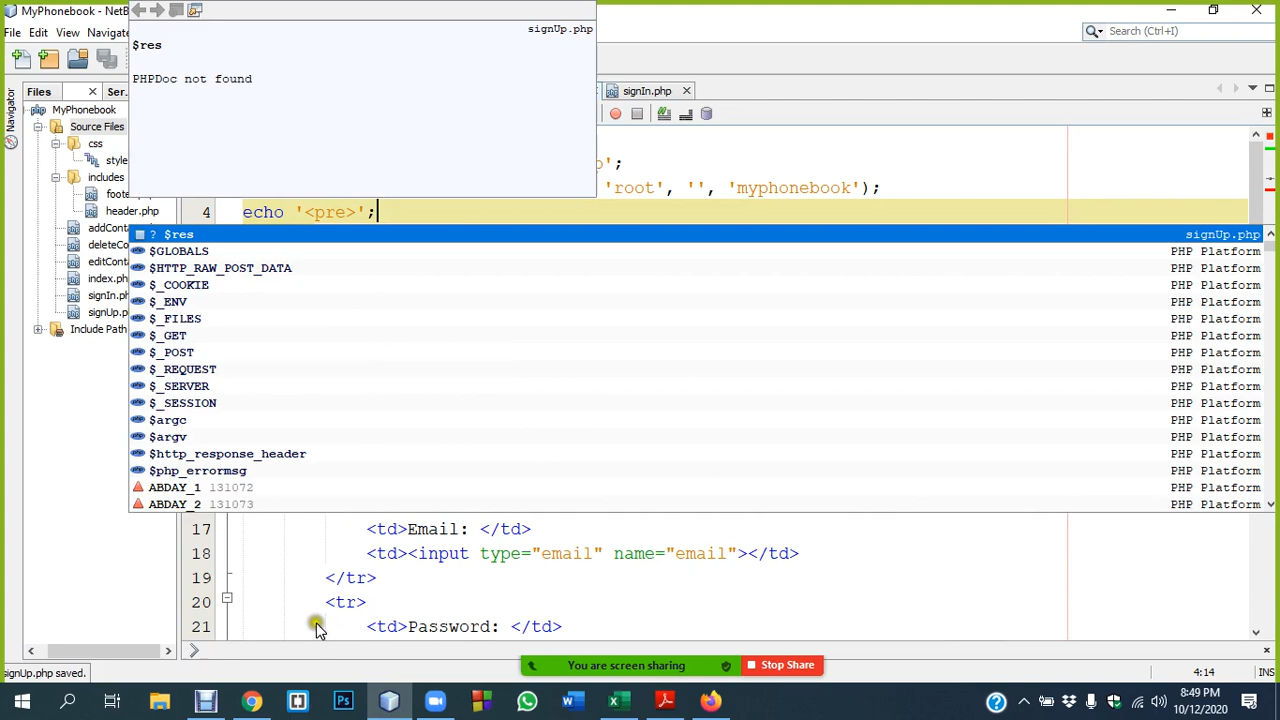 MyPhonebook - NetB
Search (Ctrl+I)
File Edit View Navigate
signUp.php
$res
PHPDoc not found
Files Ser...
signIn.php
Navigator
MyPhonebook
Source Files
css
style
includes
foote
header.php
addConta
deleteCo
editConta
index.ph
signIn.ph
signUp.p
Include Path
p';
'root', '', 'myphonebook');
4 echo '<pre>';
? $res signUp.php
$GLOBALS PHP Platform
$HTTP_RAW_POST_DATA PHP Platform
$_COOKIE PHP Platform
$_ENV PHP Platform
$_FILES PHP Platform
$_GET PHP Platform
$_POST PHP Platform
$_REQUEST PHP Platform
$_SERVER PHP Platform
$_SESSION PHP Platform
$argc PHP Platform
$argv PHP Platform
$http_response_header PHP Platform
$php_errormsg PHP Platform
ABDAY_1 131072 PHP Platform
ABDAY_2 131073 PHP Platform
17 <td>Email: </td>
18 <td><input type="email" name="email"></td>
19 </tr>
20 <tr>
21 <td>Password: </td>
You are screen sharing Stop Share
signUp.php saved. 4:14 INS
8:49 PM
10/12/2020